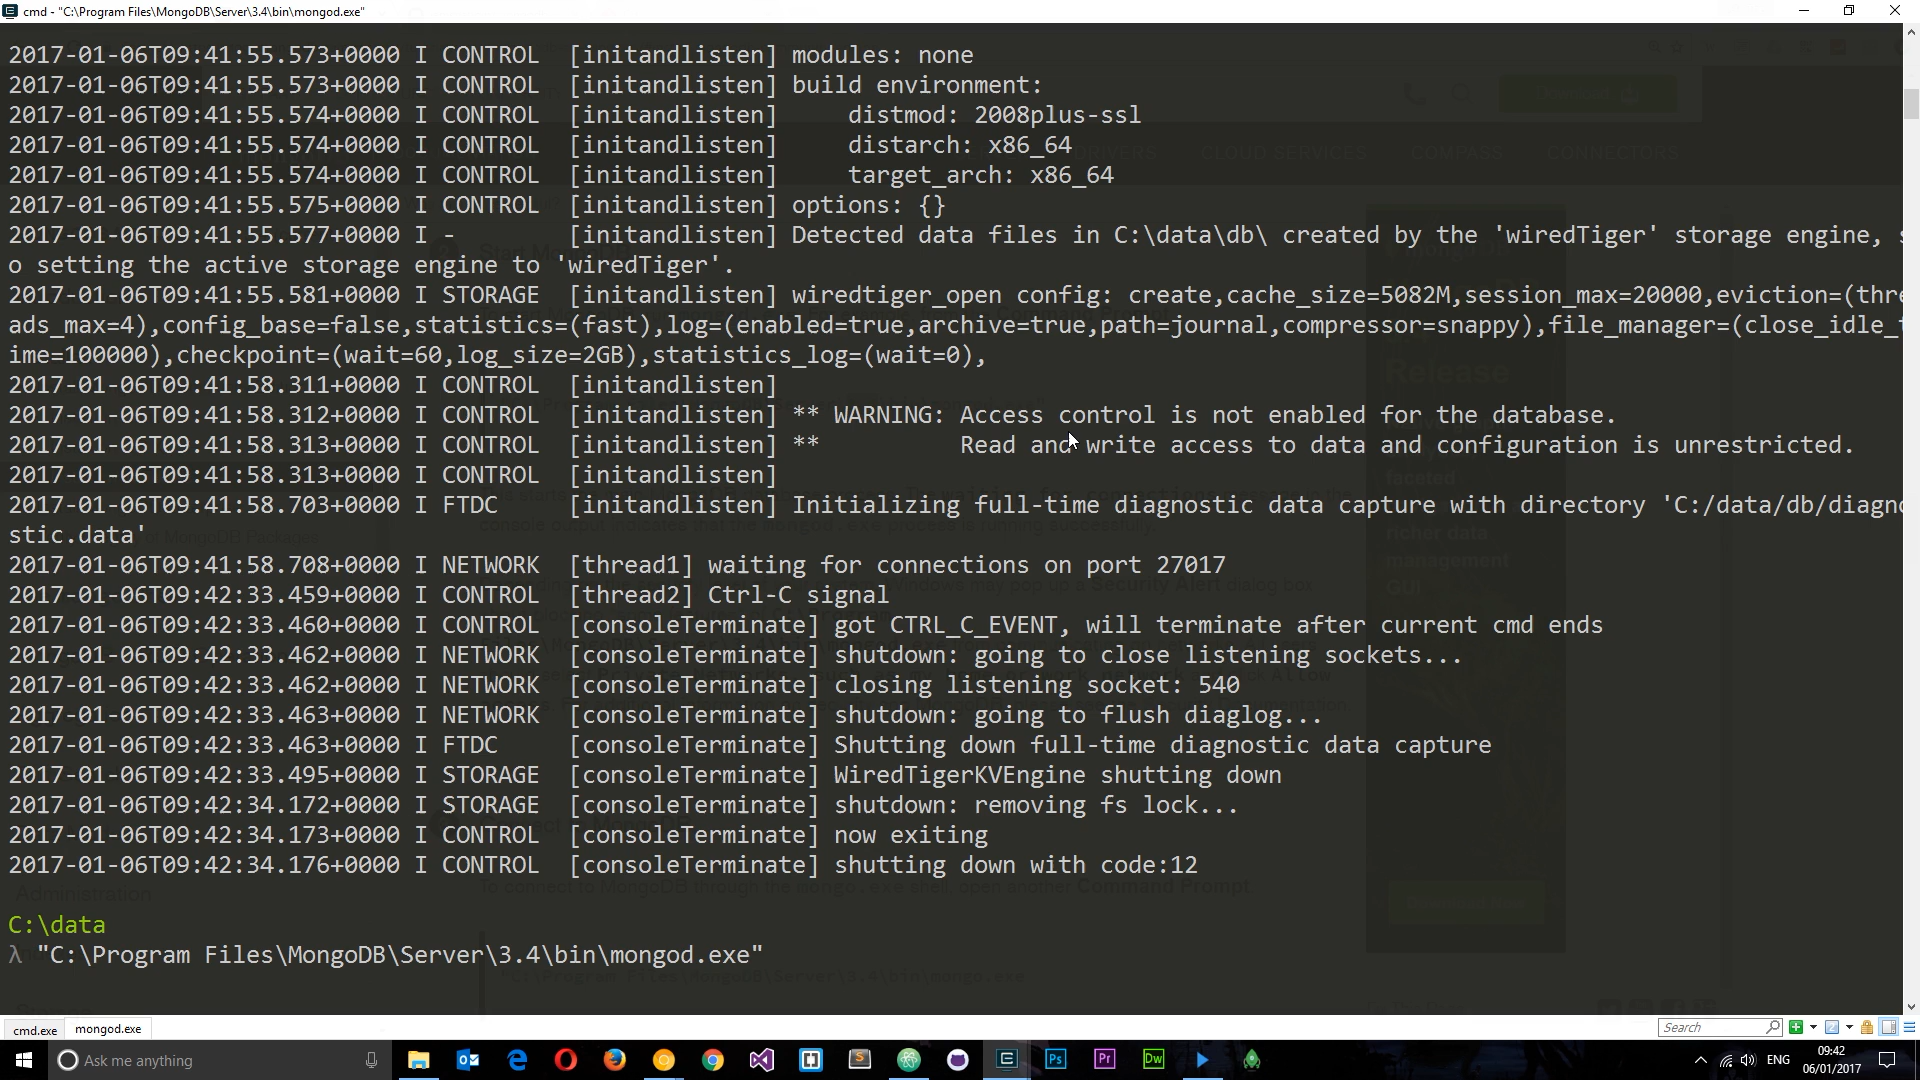 cmd - "C:\Program Files\MongoDB\Server\3.4\bin\mongod.exe"
2017-01-06T09:41:55.573+0000 I CONTROL  [initandlisten] modules: none
2017-01-06T09:41:55.573+0000 I CONTROL  [initandlisten] build environment:
2017-01-06T09:41:55.574+0000 I CONTROL  [initandlisten]     distmod: 2008plus-ssl
2017-01-06T09:41:55.574+0000 I CONTROL  [initandlisten]     distarch: x86_64
2017-01-06T09:41:55.574+0000 I CONTROL  [initandlisten]     target_arch: x86_64
2017-01-06T09:41:55.575+0000 I CONTROL  [initandlisten] options: {}
2017-01-06T09:41:55.577+0000 I -        [initandlisten] Detected data files in C:\data\db\ created by the 'wiredTiger' storage engine, s
o setting the active storage engine to 'wiredTiger'.
2017-01-06T09:41:55.581+0000 I STORAGE  [initandlisten] wiredtiger_open config: create,cache_size=5082M,session_max=20000,eviction=(thre
ads_max=4),config_base=false,statistics=(fast),log=(enabled=true,archive=true,path=journal,compressor=snappy),file_manager=(close_idle_t
ime=100000),checkpoint=(wait=60,log_size=2GB),statistics_log=(wait=0),
2017-01-06T09:41:58.311+0000 I CONTROL  [initandlisten]
2017-01-06T09:41:58.312+0000 I CONTROL  [initandlisten] ** WARNING: Access control is not enabled for the database.
2017-01-06T09:41:58.313+0000 I CONTROL  [initandlisten] **          Read and write access to data and configuration is unrestricted.
2017-01-06T09:41:58.313+0000 I CONTROL  [initandlisten]
2017-01-06T09:41:58.703+0000 I FTDC     [initandlisten] Initializing full-time diagnostic data capture with directory 'C:/data/db/diagno
stic.data'
2017-01-06T09:41:58.708+0000 I NETWORK  [thread1] waiting for connections on port 27017
2017-01-06T09:42:33.459+0000 I CONTROL  [thread2] Ctrl-C signal
2017-01-06T09:42:33.460+0000 I CONTROL  [consoleTerminate] got CTRL_C_EVENT, will terminate after current cmd ends
2017-01-06T09:42:33.462+0000 I NETWORK  [consoleTerminate] shutdown: going to close listening sockets...
2017-01-06T09:42:33.462+0000 I NETWORK  [consoleTerminate] closing listening socket: 540
2017-01-06T09:42:33.463+0000 I NETWORK  [consoleTerminate] shutdown: going to flush diaglog...
2017-01-06T09:42:33.463+0000 I FTDC     [consoleTerminate] Shutting down full-time diagnostic data capture
2017-01-06T09:42:33.495+0000 I STORAGE  [consoleTerminate] WiredTigerKVEngine shutting down
2017-01-06T09:42:34.172+0000 I STORAGE  [consoleTerminate] shutdown: removing fs lock...
2017-01-06T09:42:34.173+0000 I CONTROL  [consoleTerminate] now exiting
2017-01-06T09:42:34.176+0000 I CONTROL  [consoleTerminate] shutting down with code:12
C:\data
λ "C:\Program Files\MongoDB\Server\3.4\bin\mongod.exe"
cmd.exe mongod.exe Search
Ask me anything Ps Pr Dw ENG 09:42
06/01/2017